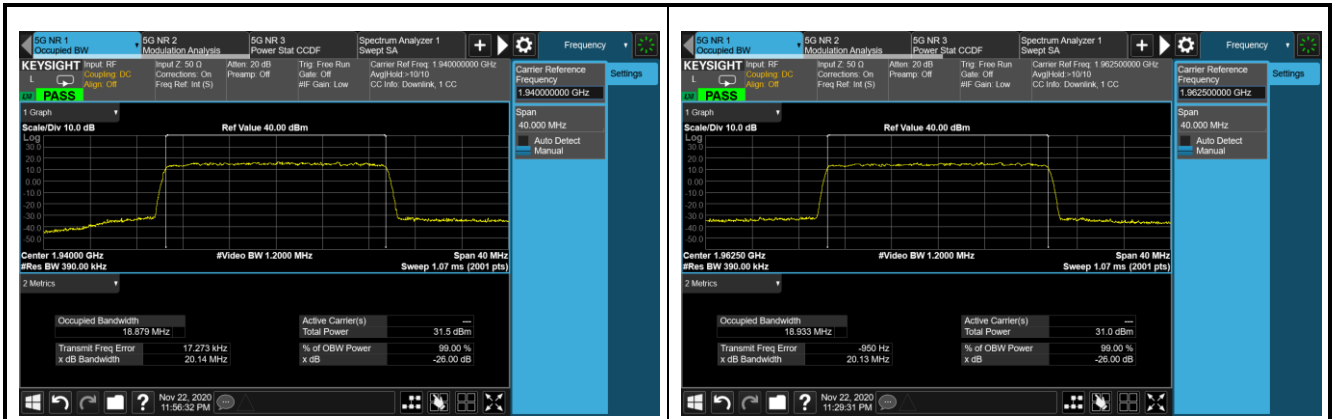 5G NR 1
Occupied BW
5G NR 2
Modulation Analysis
5G NR 3
Power Stat CCDF
Spectrum Analyzer 1
Swept SA
+
Frequency
KEYSIGHT
L
Input: RF
Coupling: DC
Align: Off
Input Z: 50 Ω
Corrections: On
Freq Ref: Int (S)
Atten: 20 dB
Preamp: Off
Trig: Free Run
Gate: Off
#IF Gain: Low
Carrier Ref Freq: 1.940000000 GHz
Avg|Hold:>10/10
CC Info: Downlink, 1 CC
PASS
Carrier Reference
Frequency
1.940000000 GHz
Settings
Span
40.000 MHz
Auto Detect
Manual
1 Graph
Scale/Div 10.0 dB
Ref Value 40.00 dBm
Log
30.0
20.0
10.0
0.00
-10.0
-20.0
-30.0
-40.0
-50.0
Center 1.94000 GHz
#Video BW 1.2000 MHz
Span 40 MHz
#Res BW 390.00 kHz
Sweep 1.07 ms (2001 pts)
2 Metrics
Occupied Bandwidth
18.879 MHz
Active Carrier(s)
---
Total Power
31.5 dBm
Transmit Freq Error
17.273 kHz
% of OBW Power
99.00 %
x dB Bandwidth
20.14 MHz
x dB
-26.00 dB
?
Nov 22, 2020
11:56:32 PM
5G NR 1
Occupied BW
5G NR 2
Modulation Analysis
5G NR 3
Power Stat CCDF
Spectrum Analyzer 1
Swept SA
+
Frequency
KEYSIGHT
L
Input: RF
Coupling: DC
Align: Off
Input Z: 50 Ω
Corrections: On
Freq Ref: Int (S)
Atten: 20 dB
Preamp: Off
Trig: Free Run
Gate: Off
#IF Gain: Low
Carrier Ref Freq: 1.962500000 GHz
Avg|Hold:>10/10
CC Info: Downlink, 1 CC
PASS
Carrier Reference
Frequency
1.962500000 GHz
Settings
Span
40.000 MHz
Auto Detect
Manual
1 Graph
Scale/Div 10.0 dB
Ref Value 40.00 dBm
Log
30.0
20.0
10.0
0.00
-10.0
-20.0
-30.0
-40.0
-50.0
Center 1.96250 GHz
#Video BW 1.2000 MHz
Span 40 MHz
#Res BW 390.00 kHz
Sweep 1.07 ms (2001 pts)
2 Metrics
Occupied Bandwidth
18.933 MHz
Active Carrier(s)
---
Total Power
31.0 dBm
Transmit Freq Error
-950 Hz
% of OBW Power
99.00 %
x dB Bandwidth
20.13 MHz
x dB
-26.00 dB
?
Nov 22, 2020
11:29:31 PM